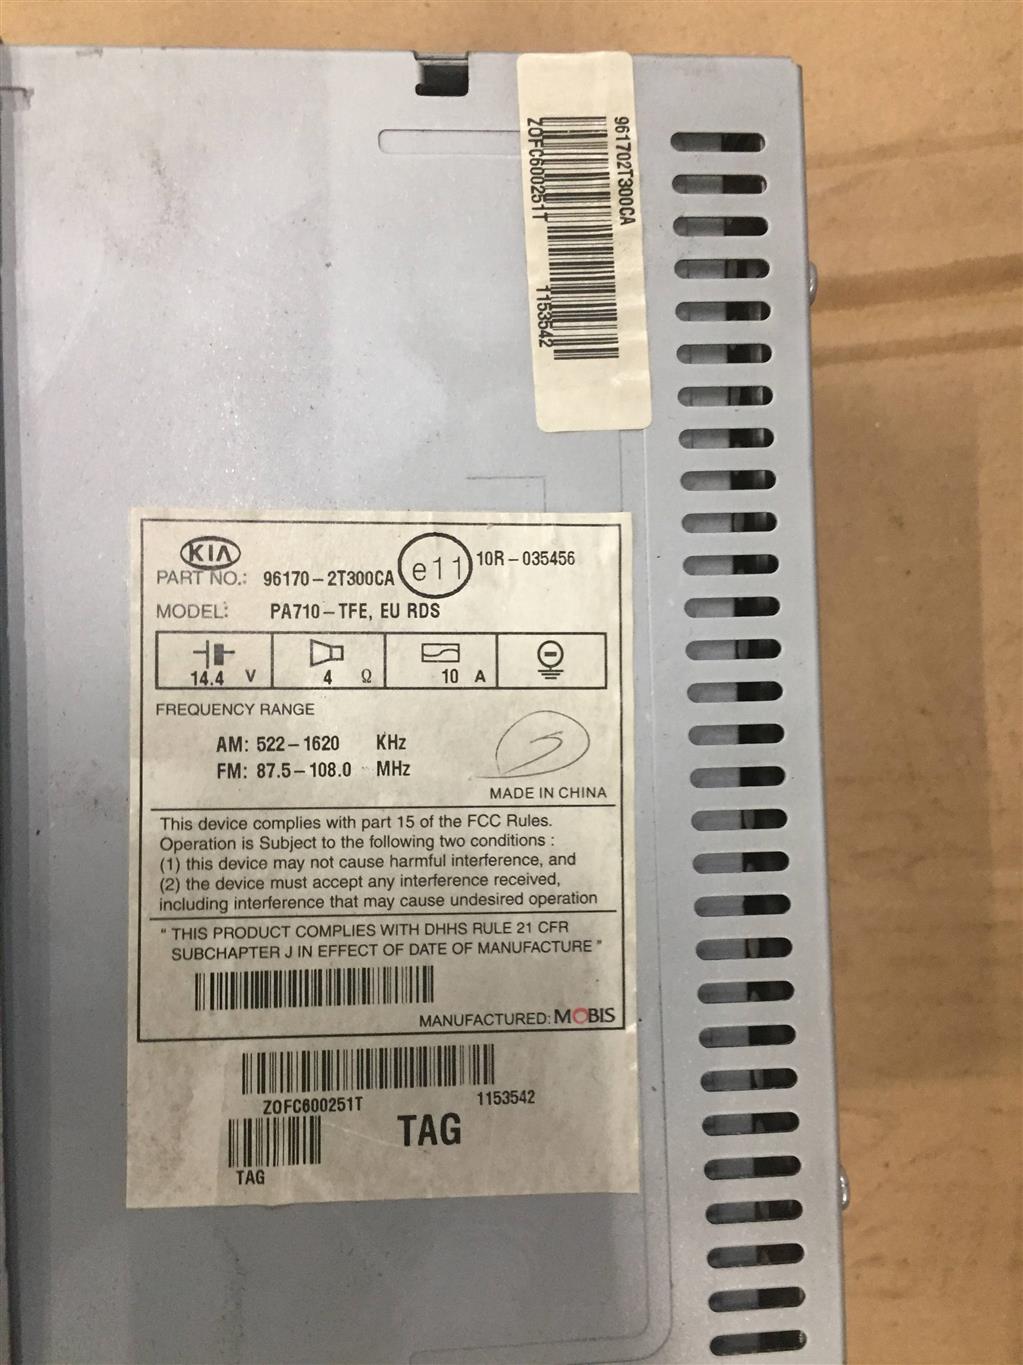 961702T300CA
ZOFC600251T 1153542
KIA
PART NO.: 96170-2T300CA e11 10R-035456
MODEL: PA710-TFE, EU RDS
14.4 V 4 Ω 10 A
FREQUENCY RANGE
AM: 522-1620 KHz
FM: 87.5-108.0 MHz
MADE IN CHINA
This device complies with part 15 of the FCC Rules.
Operation is Subject to the following two conditions :
(1) this device may not cause harmful interference, and
(2) the device must accept any interference received,
including interference that may cause undesired operation
" THIS PRODUCT COMPLIES WITH DHHS RULE 21 CFR
SUBCHAPTER J IN EFFECT OF DATE OF MANUFACTURE "
MANUFACTURED: MOBIS
ZOFC600251T 1153542
TAG
TAG